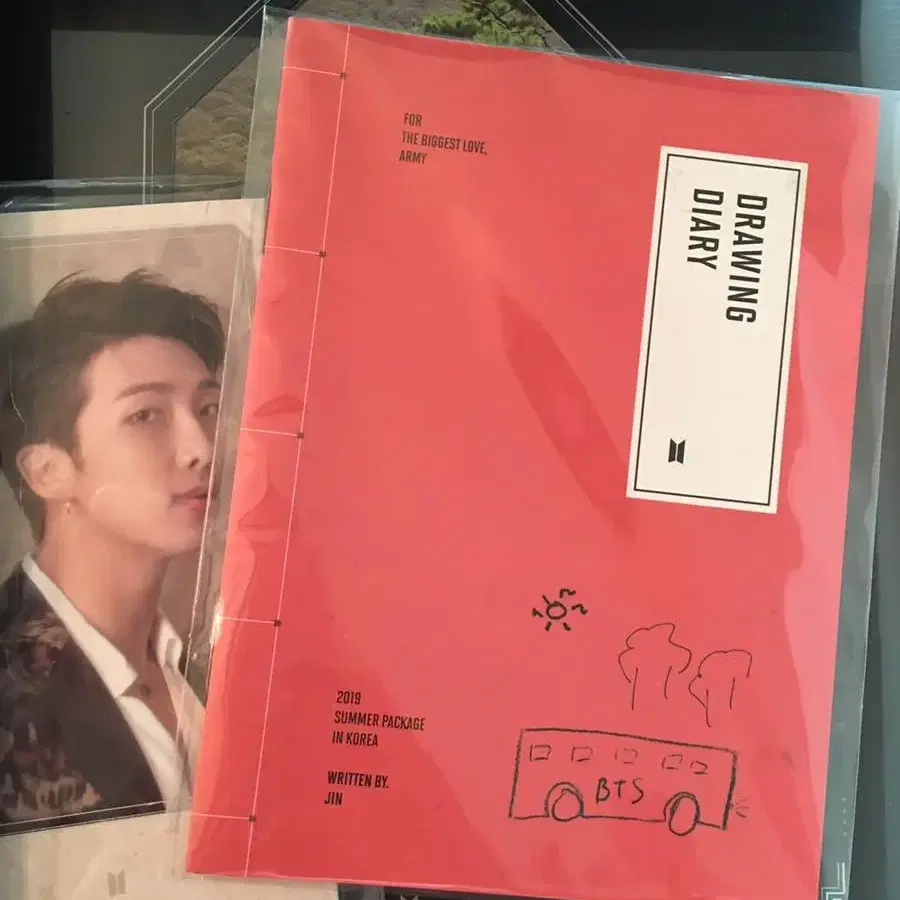 FOR
THE BIGGEST LOVE,
ARMY
DRAWING
DIARY
2019
SUMMER PACKAGE
IN KOREA
WRITTEN BY.
JIN
BTS